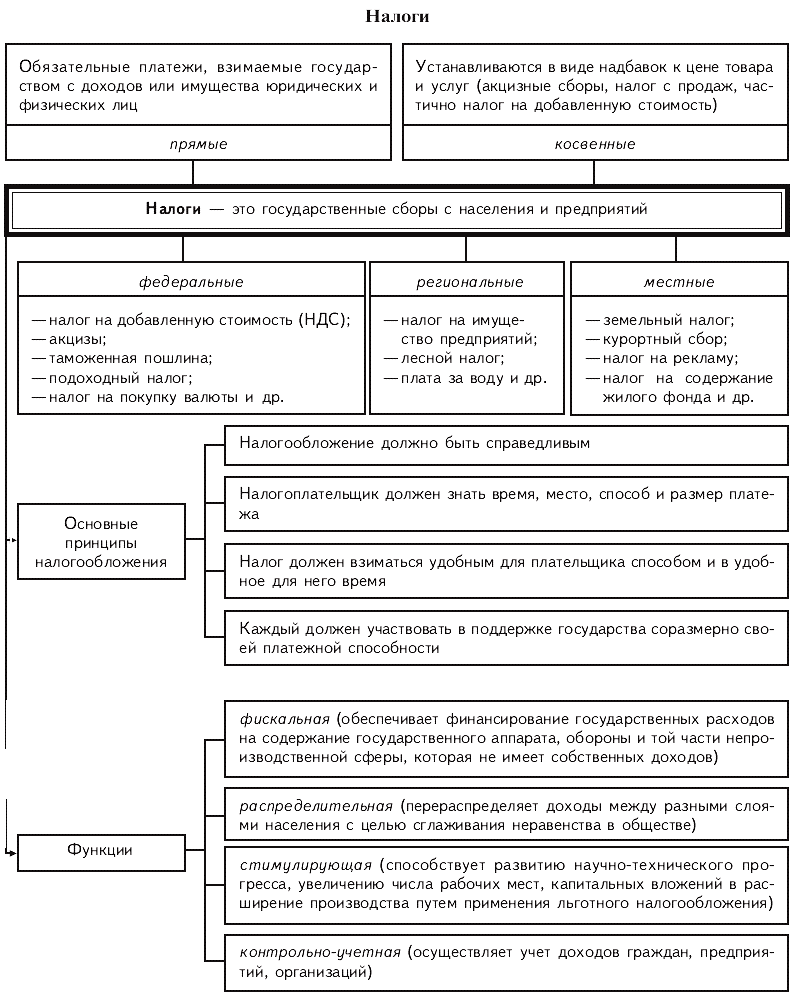 Налоги
Обязательные платежи, взимаемые государ-
ством с доходов или имущества юридических и
физических лиц
прямые
Устанавливаются в виде надбавок к цене товара
и услуг (акцизные сборы, налог с продаж, час-
тично налог на добавленную стоимость)
косвенные
Налоги — это государственные сборы с населения и предприятий
федеральные
— налог на добавленную стоимость (НДС);
— акцизы;
— таможенная пошлина;
— подоходный налог;
— налог на покупку валюты и др.
региональные
— налог на имуще-
ство предприятий;
— лесной налог;
— плата за воду и др.
местные
— земельный налог;
— курортный сбор;
— налог на рекламу;
— налог на содержание
жилого фонда и др.
Основные
принципы
налогообложения
Налогообложение должно быть справедливым
Налогоплательщик должен знать время, место, способ и размер плате-
жа
Налог должен взиматься удобным для плательщика способом и в удоб-
ное для него время
Каждый должен участвовать в поддержке государства соразмерно сво-
ей платежной способности
Функции
фискальная (обеспечивает финансирование государственных расходов
на содержание государственного аппарата, обороны и той части непро-
изводственной сферы, которая не имеет собственных доходов)
распределительная (перераспределяет доходы между разными слоя-
ми населения с целью сглаживания неравенства в обществе)
стимулирующая (способствует развитию научно-технического про-
гресса, увеличению числа рабочих мест, капитальных вложений в рас-
ширение производства путем применения льготного налогообложения)
контрольно-учетная (осуществляет учет доходов граждан, предприя-
тий, организаций)